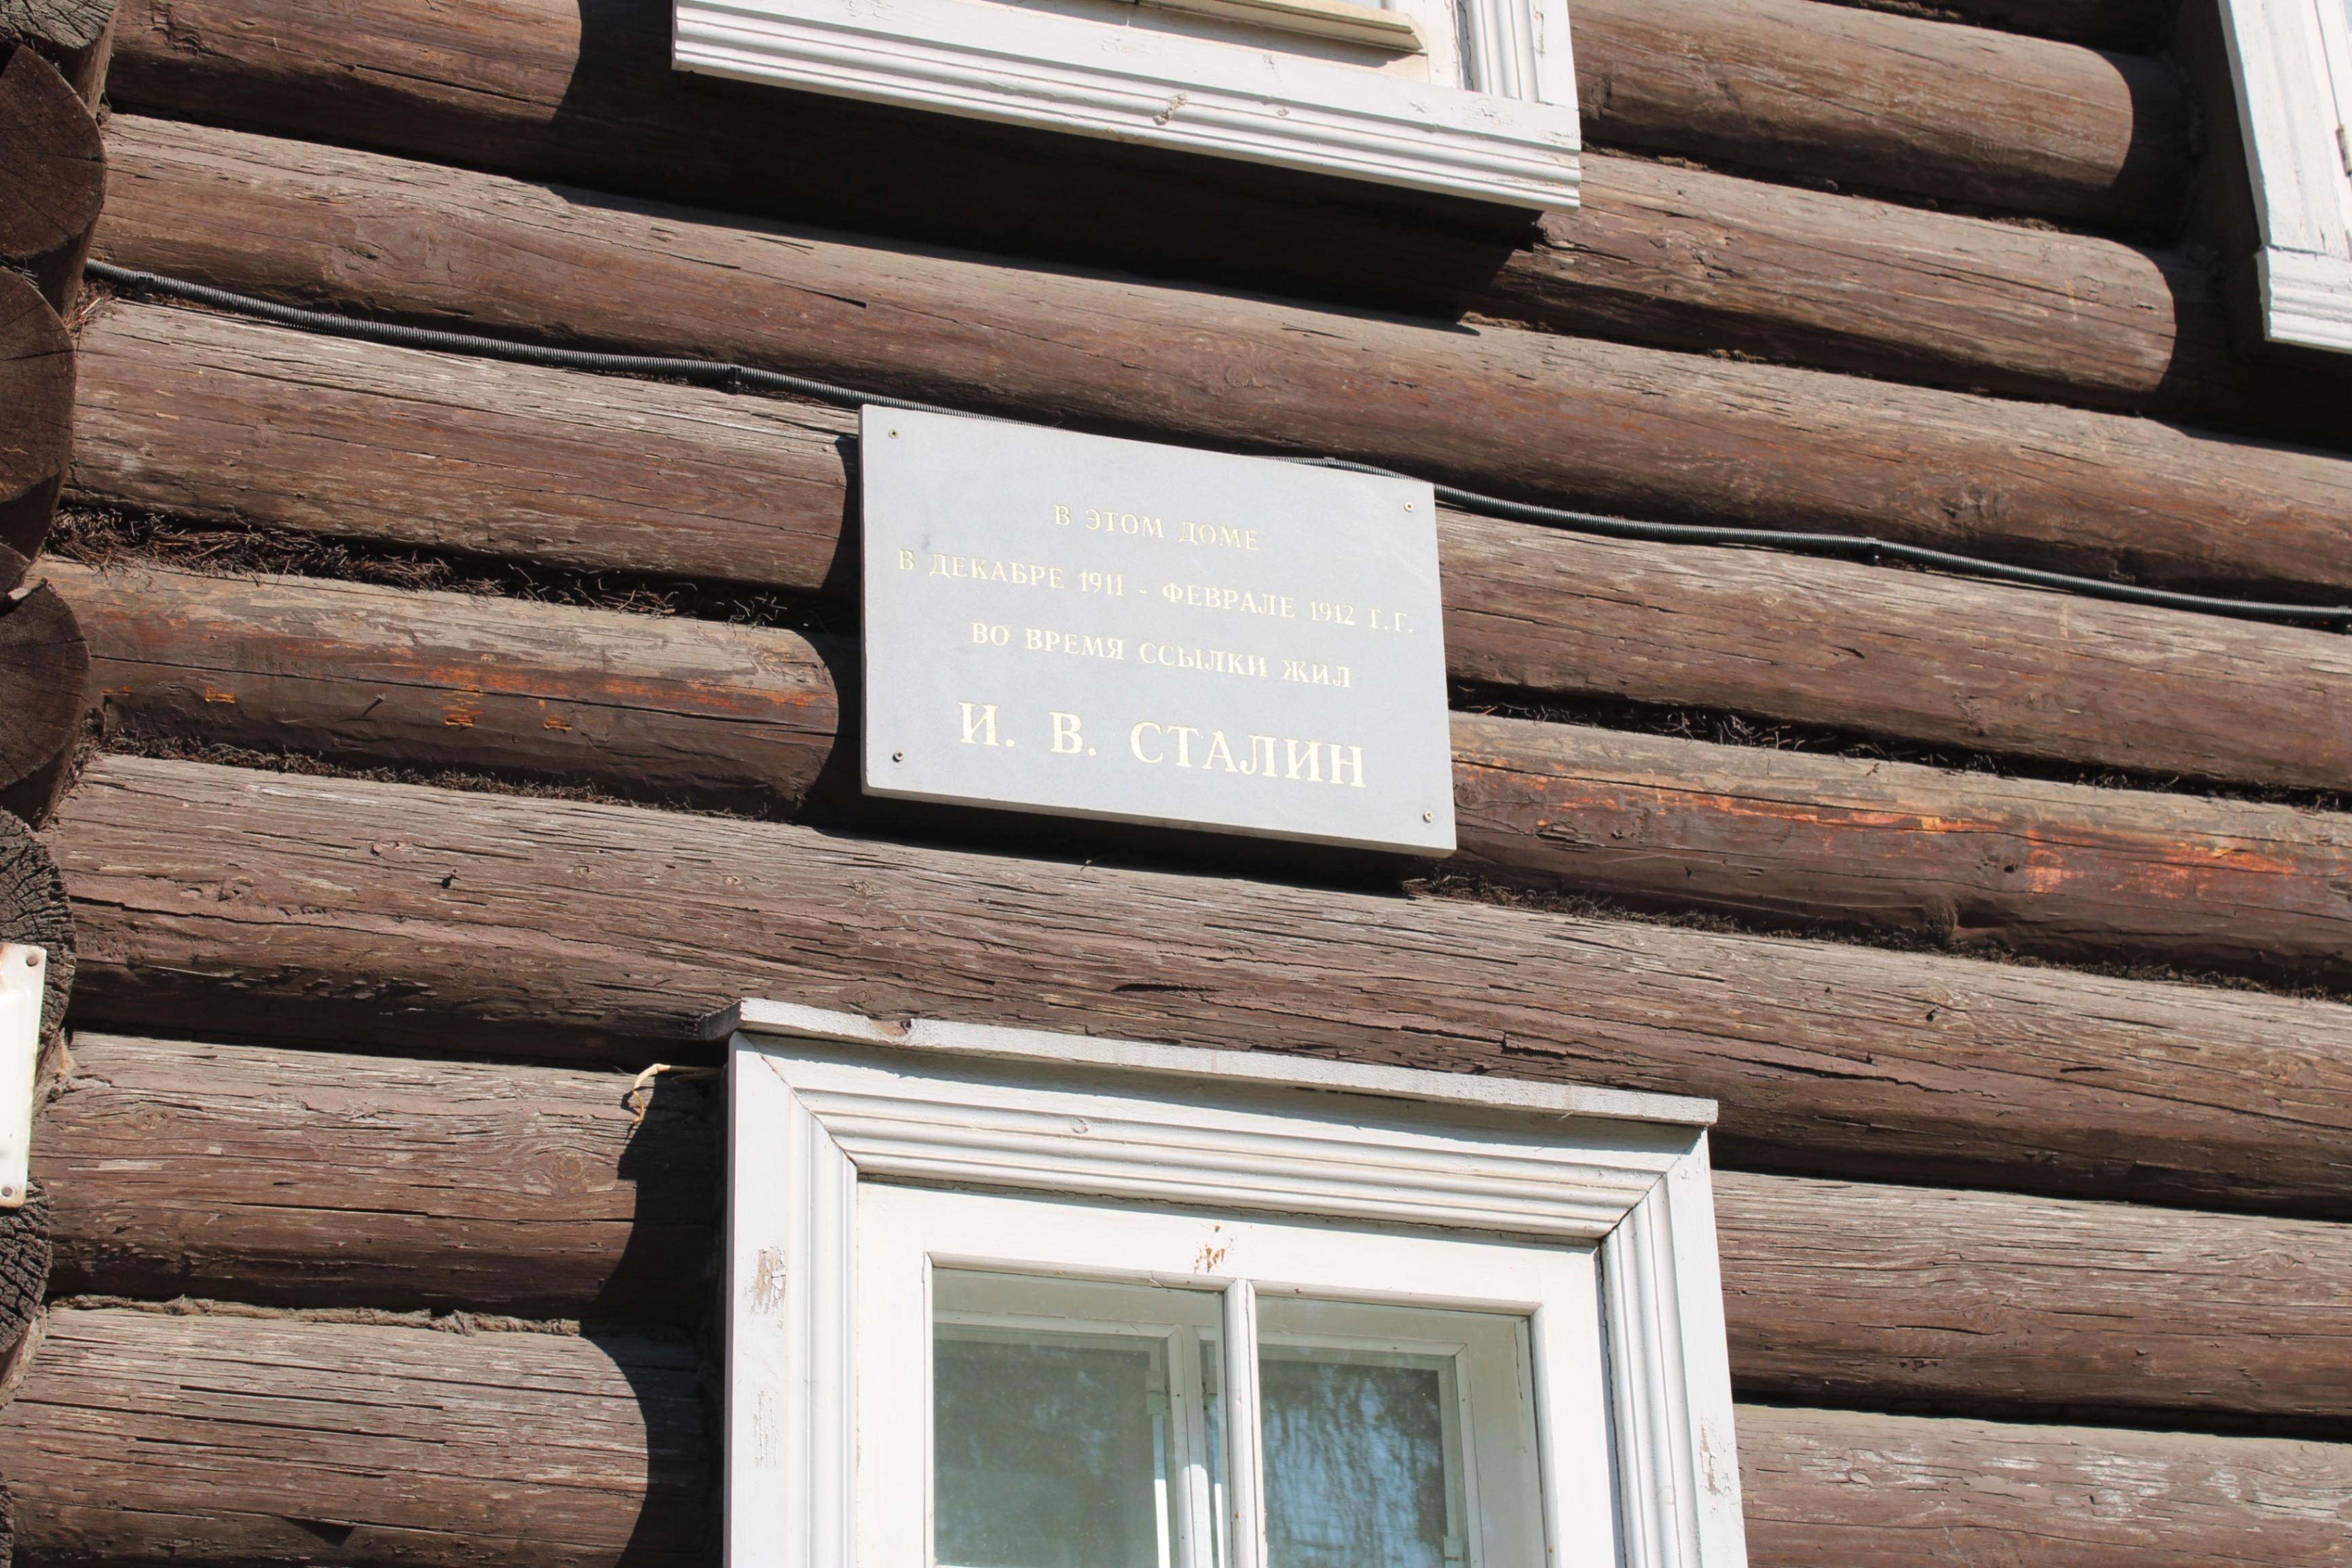 В ЭТОМ ДОМЕ
В ДЕКАБРЕ 1911 - ФЕВРАЛЕ 1912 Г.Г.
ВО ВРЕМЯ ССЫЛКИ ЖИЛ
И. В. СТАЛИН